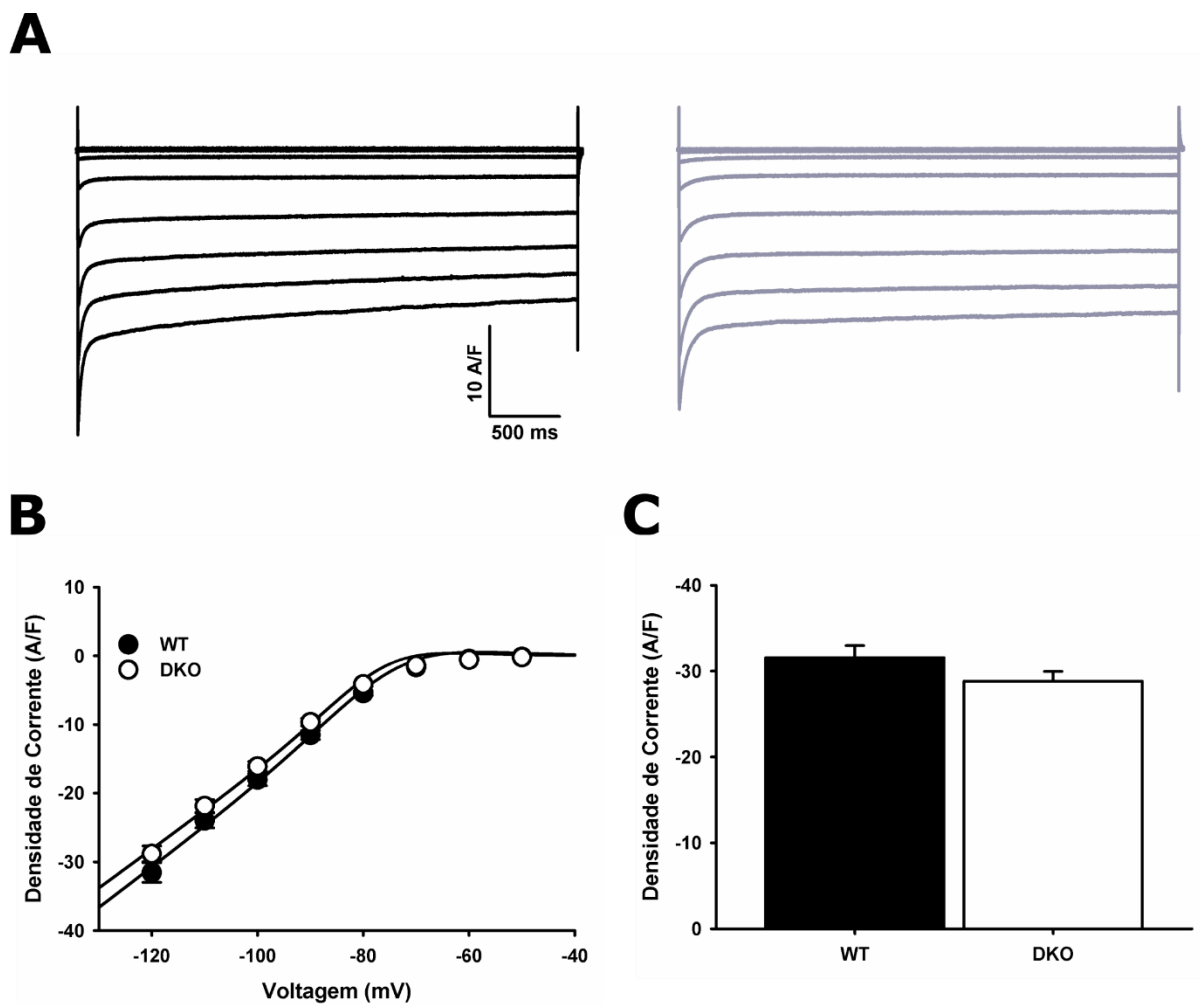 A
10 A/F
500 ms
B
Densidade de Corrente (A/F)
10
0
-10
-20
-30
-40
WT
DKO
-120
-100
-80
-60
-40
Voltagem (mV)
C
Densidade de Corrente (A/F)
-40
-30
-20
-10
0
WT
DKO